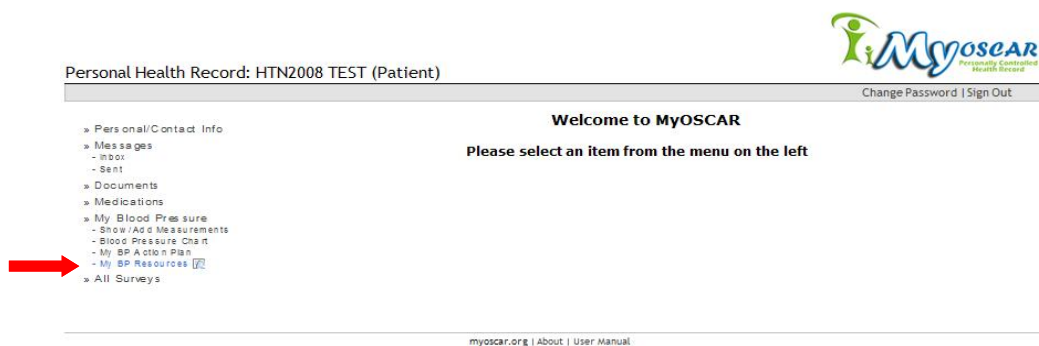 MyOSCAR
Personally Controlled
Health Record
Personal Health Record: HTN2008 TEST (Patient)
Change Password | Sign Out
Welcome to MyOSCAR
Please select an item from the menu on the left
» Personal/Contact Info
» Messages
- Inbox
- Sent
» Documents
» Medications
» My Blood Pressure
- Show/Add Measurements
- Blood Pressure Chart
- My BP Action Plan
- My BP Resources
» All Surveys
myoscar.org | About | User Manual